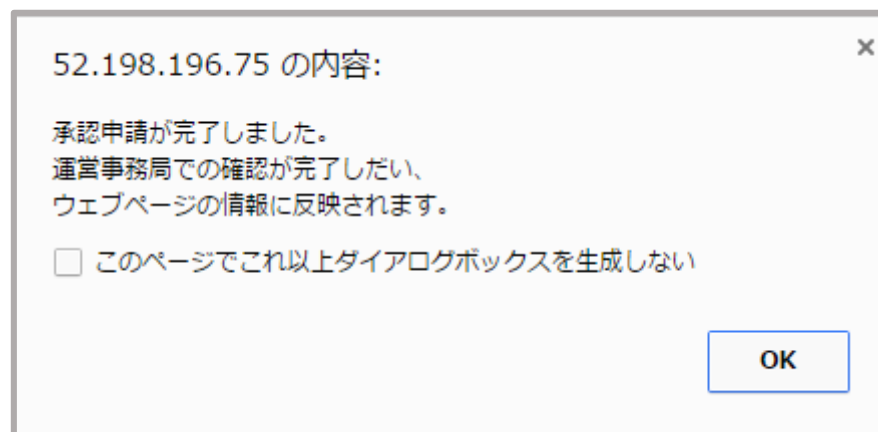 52.198.196.75 の内容:
×
承認申請が完了しました。
運営事務局での確認が完了しだい、
ウェブページの情報に反映されます。
このページでこれ以上ダイアログボックスを生成しない
OK